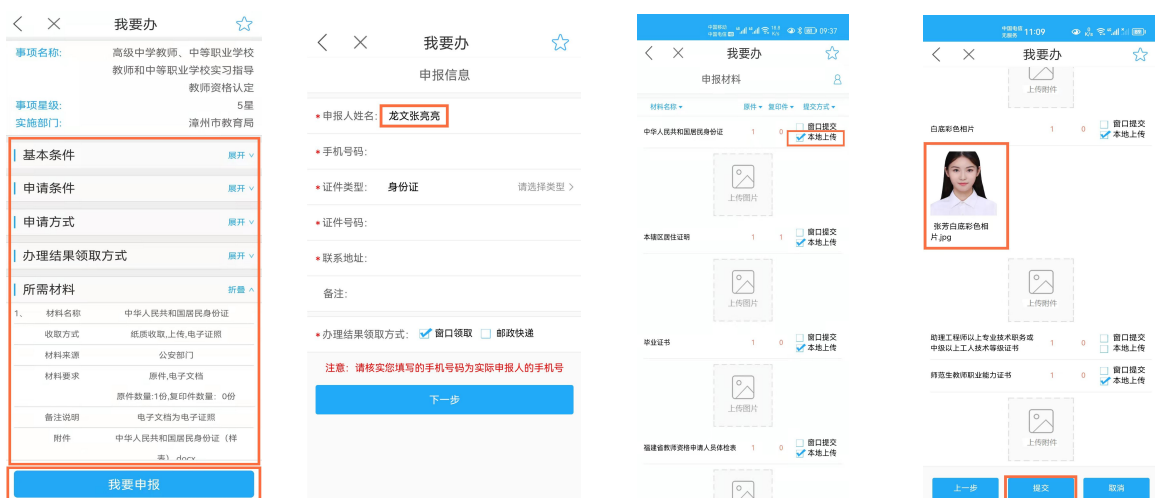 我要办
事项名称: 高级中学教师、中等职业学校
教师和中等职业学校实习指导
教师资格认定
事项星级: 5星
实施部门: 漳州市教育局
基本条件 展开
申请条件 展开
申请方式 展开
办理结果领取方式 展开
所需材料 折叠
1、 材料名称 中华人民共和国居民身份证
收取方式 纸质收取,上传,电子证照
材料来源 公安部门
材料要求 原件,电子文档
原件数量:1份,复印件数量: 0份
备注说明 电子文档为电子证照
附件 中华人民共和国居民身份证（样
表）.docx
我要申报
我要办
申报信息
*申报人姓名: 龙文张亮亮
*手机号码:
*证件类型: 身份证 请选择类型
*证件号码:
*联系地址:
备注:
*办理结果领取方式: 窗口领取 邮政快递
注意: 请核实您填写的手机号码为实际申报人的手机号
下一步
09:37
我要办
申报材料
材料名称 原件 复印件 提交方式
中华人民共和国居民身份证 1 0 窗口提交
本地上传
上传图片
本辖区居住证明 1 1 窗口提交
本地上传
上传图片
毕业证书 1 0 窗口提交
本地上传
上传图片
福建省教师资格申请人员体检表 1 0 窗口提交
本地上传
中国电信
无服务 11:09
我要办
上传附件
白底彩色相片 1 0 窗口提交
本地上传
张芳白底彩色相
片.jpg
上传附件
助理工程师以上专业技术职务或
中级以上工人技术等级证书 1 0 窗口提交
本地上传
师范生教师职业能力证书 1 0 窗口提交
本地上传
上传附件
上一步 提交 取消